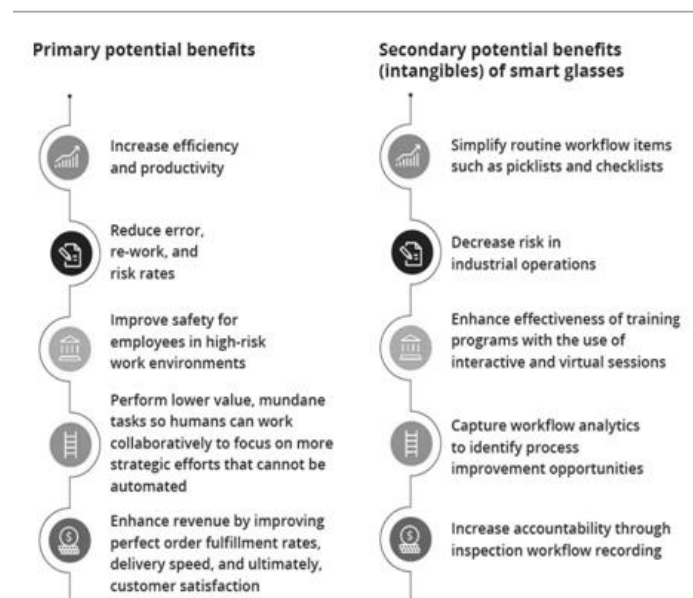 Primary potential benefits
Increase efficiency
and productivity
Reduce error,
re-work, and
risk rates
Improve safety for
employees in high-risk
work environments
Perform lower value, mundane
tasks so humans can work
collaboratively to focus on more
strategic efforts that cannot be
automated
Enhance revenue by improving
perfect order fulfillment rates,
delivery speed, and ultimately,
customer satisfaction
Secondary potential benefits
(intangibles) of smart glasses
Simplify routine workflow items
such as picklists and checklists
Decrease risk in
industrial operations
Enhance effectiveness of training
programs with the use of
interactive and virtual sessions
Capture workflow analytics
to identify process
improvement opportunities
Increase accountability through
inspection workflow recording